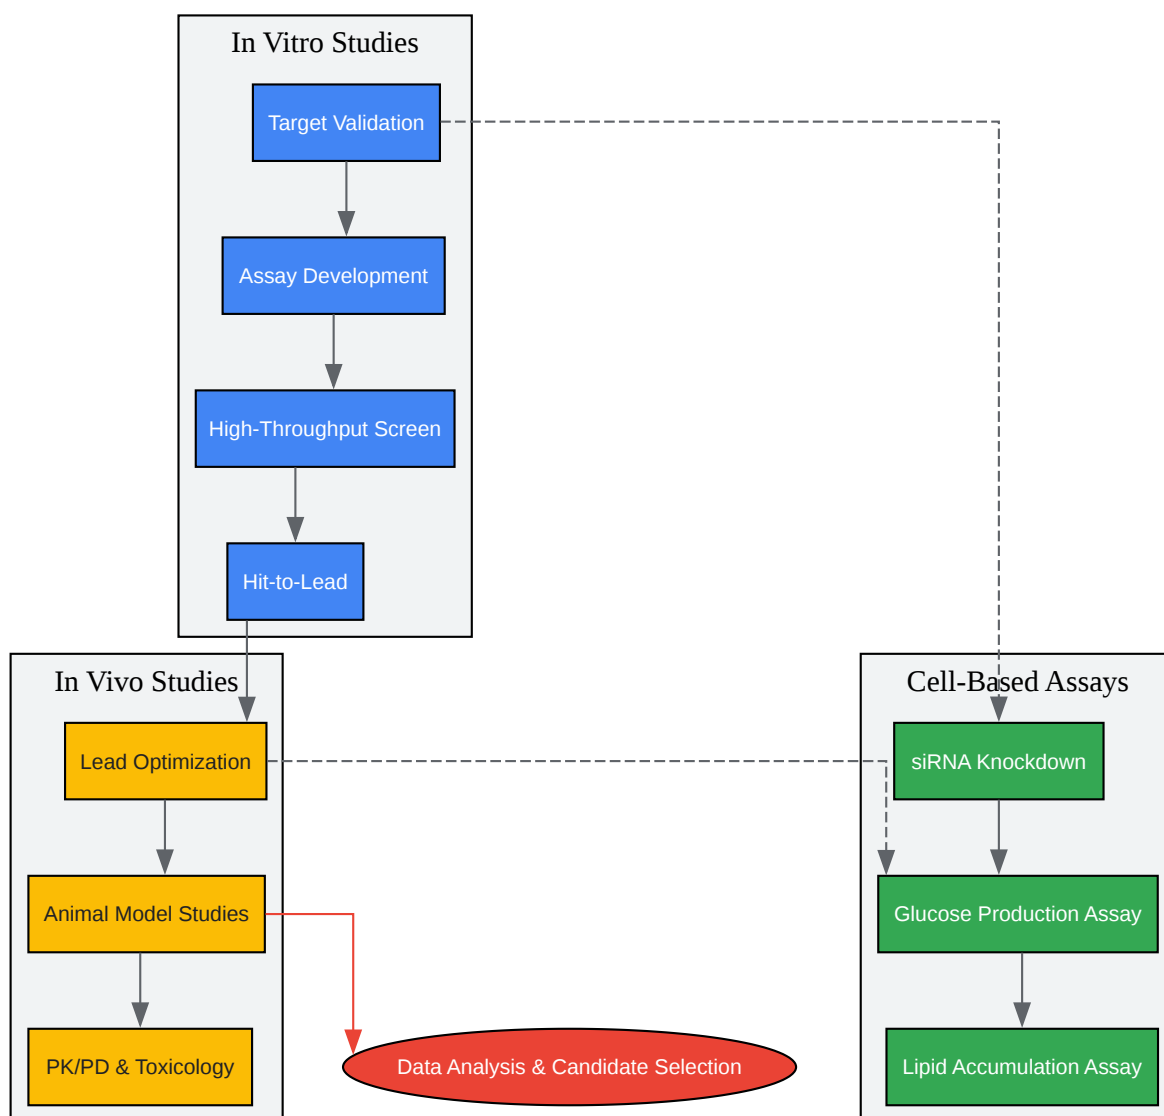 In Vitro Studies
Target Validation
Assay Development
High-Throughput Screen
Hit-to-Lead
In Vivo Studies
Lead Optimization
Animal Model Studies
PK/PD & Toxicology
Data Analysis & Candidate Selection
Cell-Based Assays
siRNA Knockdown
Glucose Production Assay
Lipid Accumulation Assay